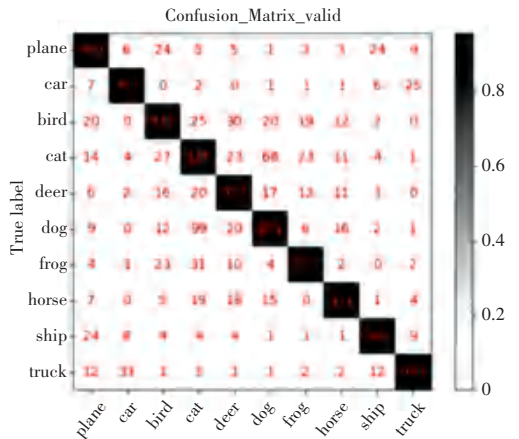 Confusion_Matrix_valid
plane 6 24 8 5 1 3 3 24 9
car 7 0 2 0 1 1 1 6 25
bird 20 0 25 30 20 19 12 2 0
cat 14 4 27 23 68 23 11 4 1
deer 6 2 16 20 17 13 11 0
dog 9 0 12 99 20 6 16 2 1
frog 4 1 23 31 10 4 2 0 2
horse 7 0 5 19 18 15 0 1 4
ship 24 8 4 4 1 1 1 9
truck 12 33 1 3 1 1 2 2 12
plane car bird cat deer dog frog horse ship truck
True label
0.8
0.6
0.4
0.2
0